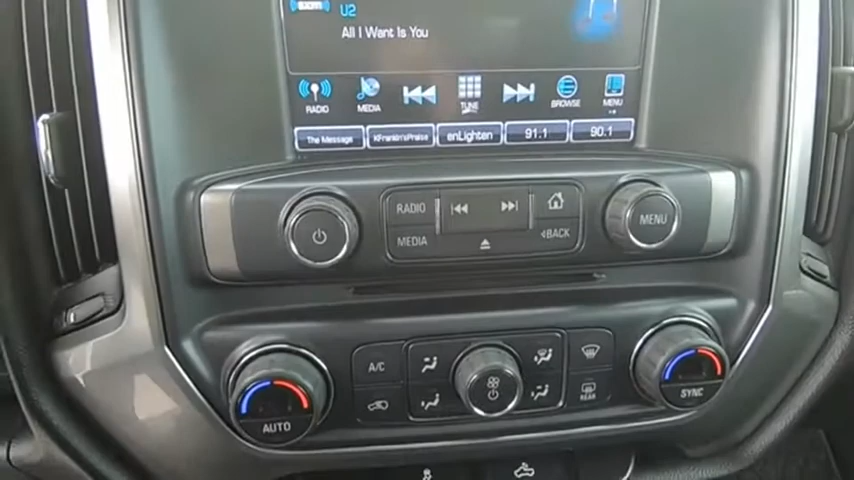 U2
All I Want Is You
RADIO MEDIA TUNE BROWSE MENU
The Message KFranklin'sPraise enLighten 91.1 90.1
RADIO
MEDIA
BACK
MENU
A/C
REAR
AUTO
SYNC